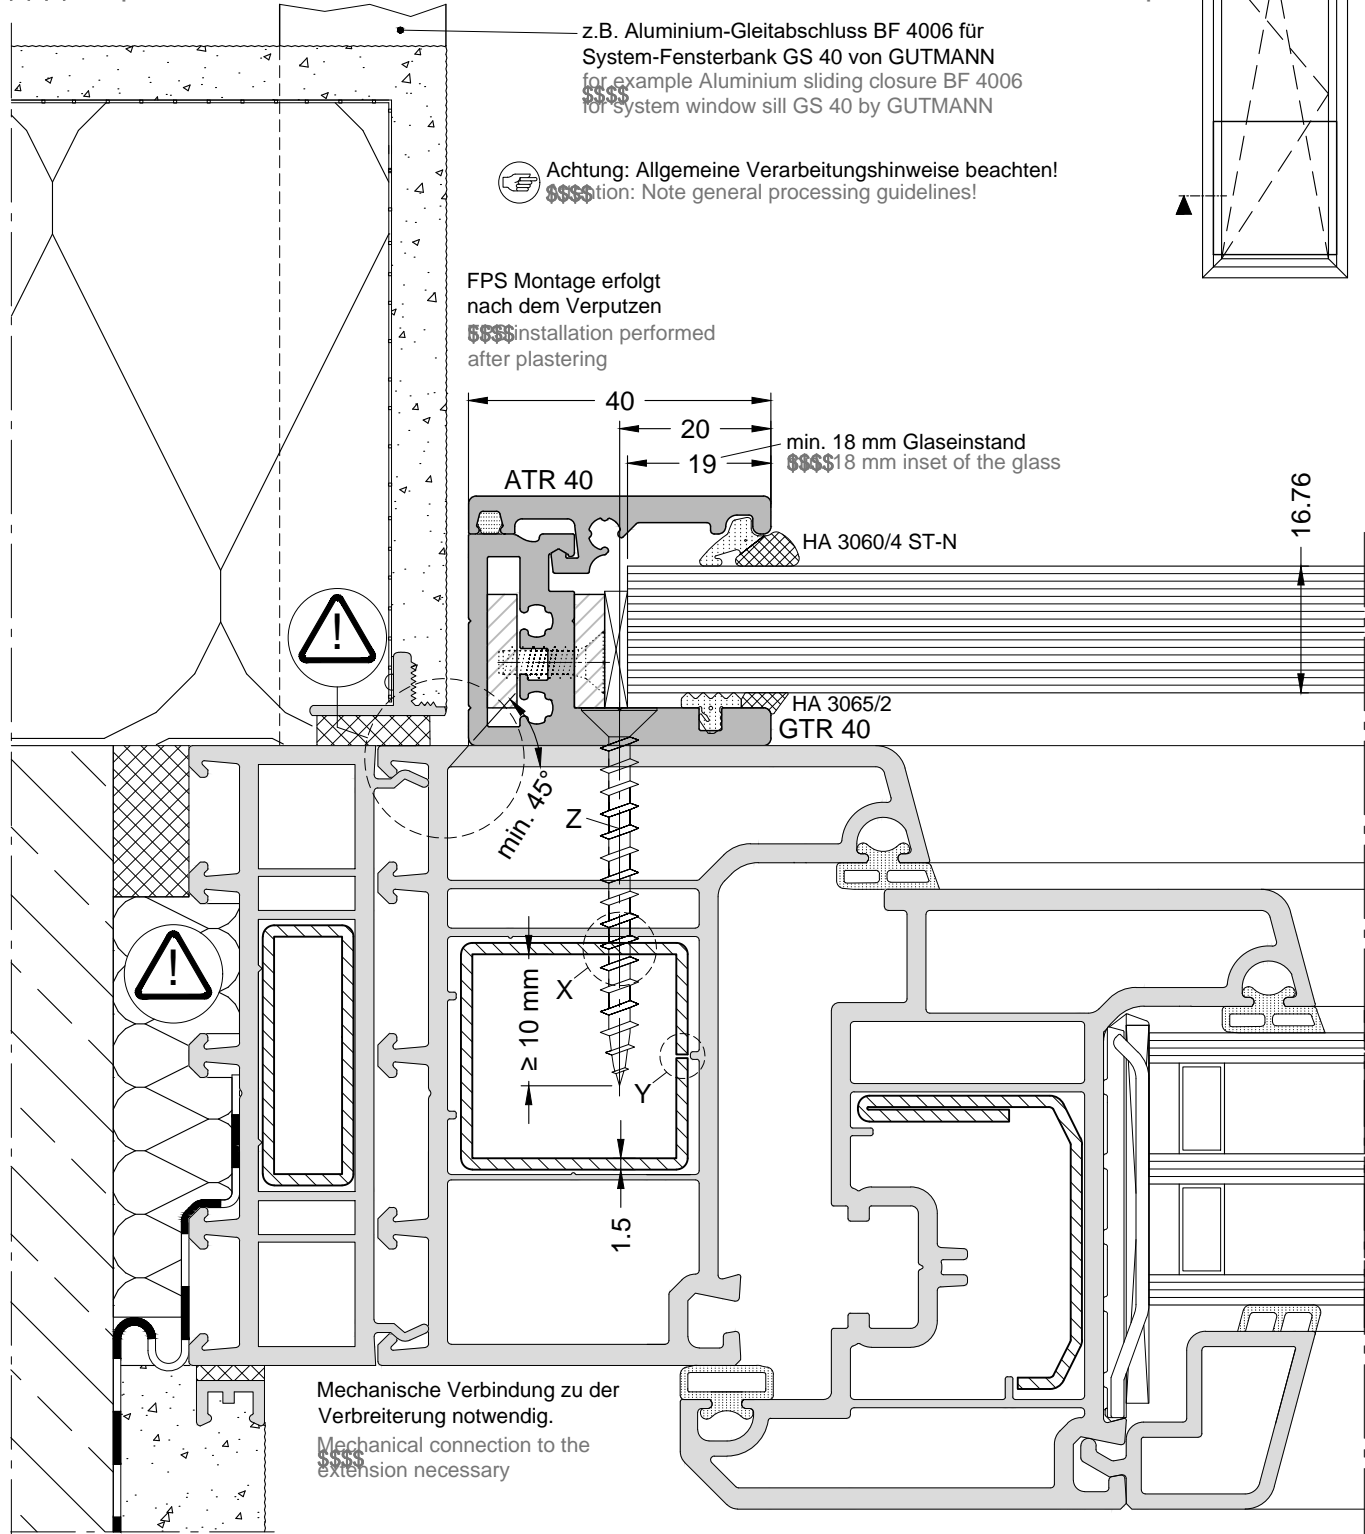 z.B. Aluminium-Gleitabschluss BF 4006 für
System-Fensterbank GS 40 von GUTMANN
for example Aluminium sliding closure BF 4006
$$$$
for system window sill GS 40 by GUTMANN
Achtung: Allgemeine Verarbeitungshinweise beachten!
$$$$tion: Note general processing guidelines!
FPS Montage erfolgt
nach dem Verputzen
$$$$ installation performed
after plastering
40
20
min. 18 mm Glaseinstand
19
$$$$ 18 mm inset of the glass
ATR 40
16.76
HA 3060/4 ST-N
HA 3065/2
GTR 40
min. 45°
Z
X
≥ 10 mm
Y
1.5
Mechanische Verbindung zu der
Verbreiterung notwendig.
Mechanical connection to the
$$$$
extension necessary
!
!